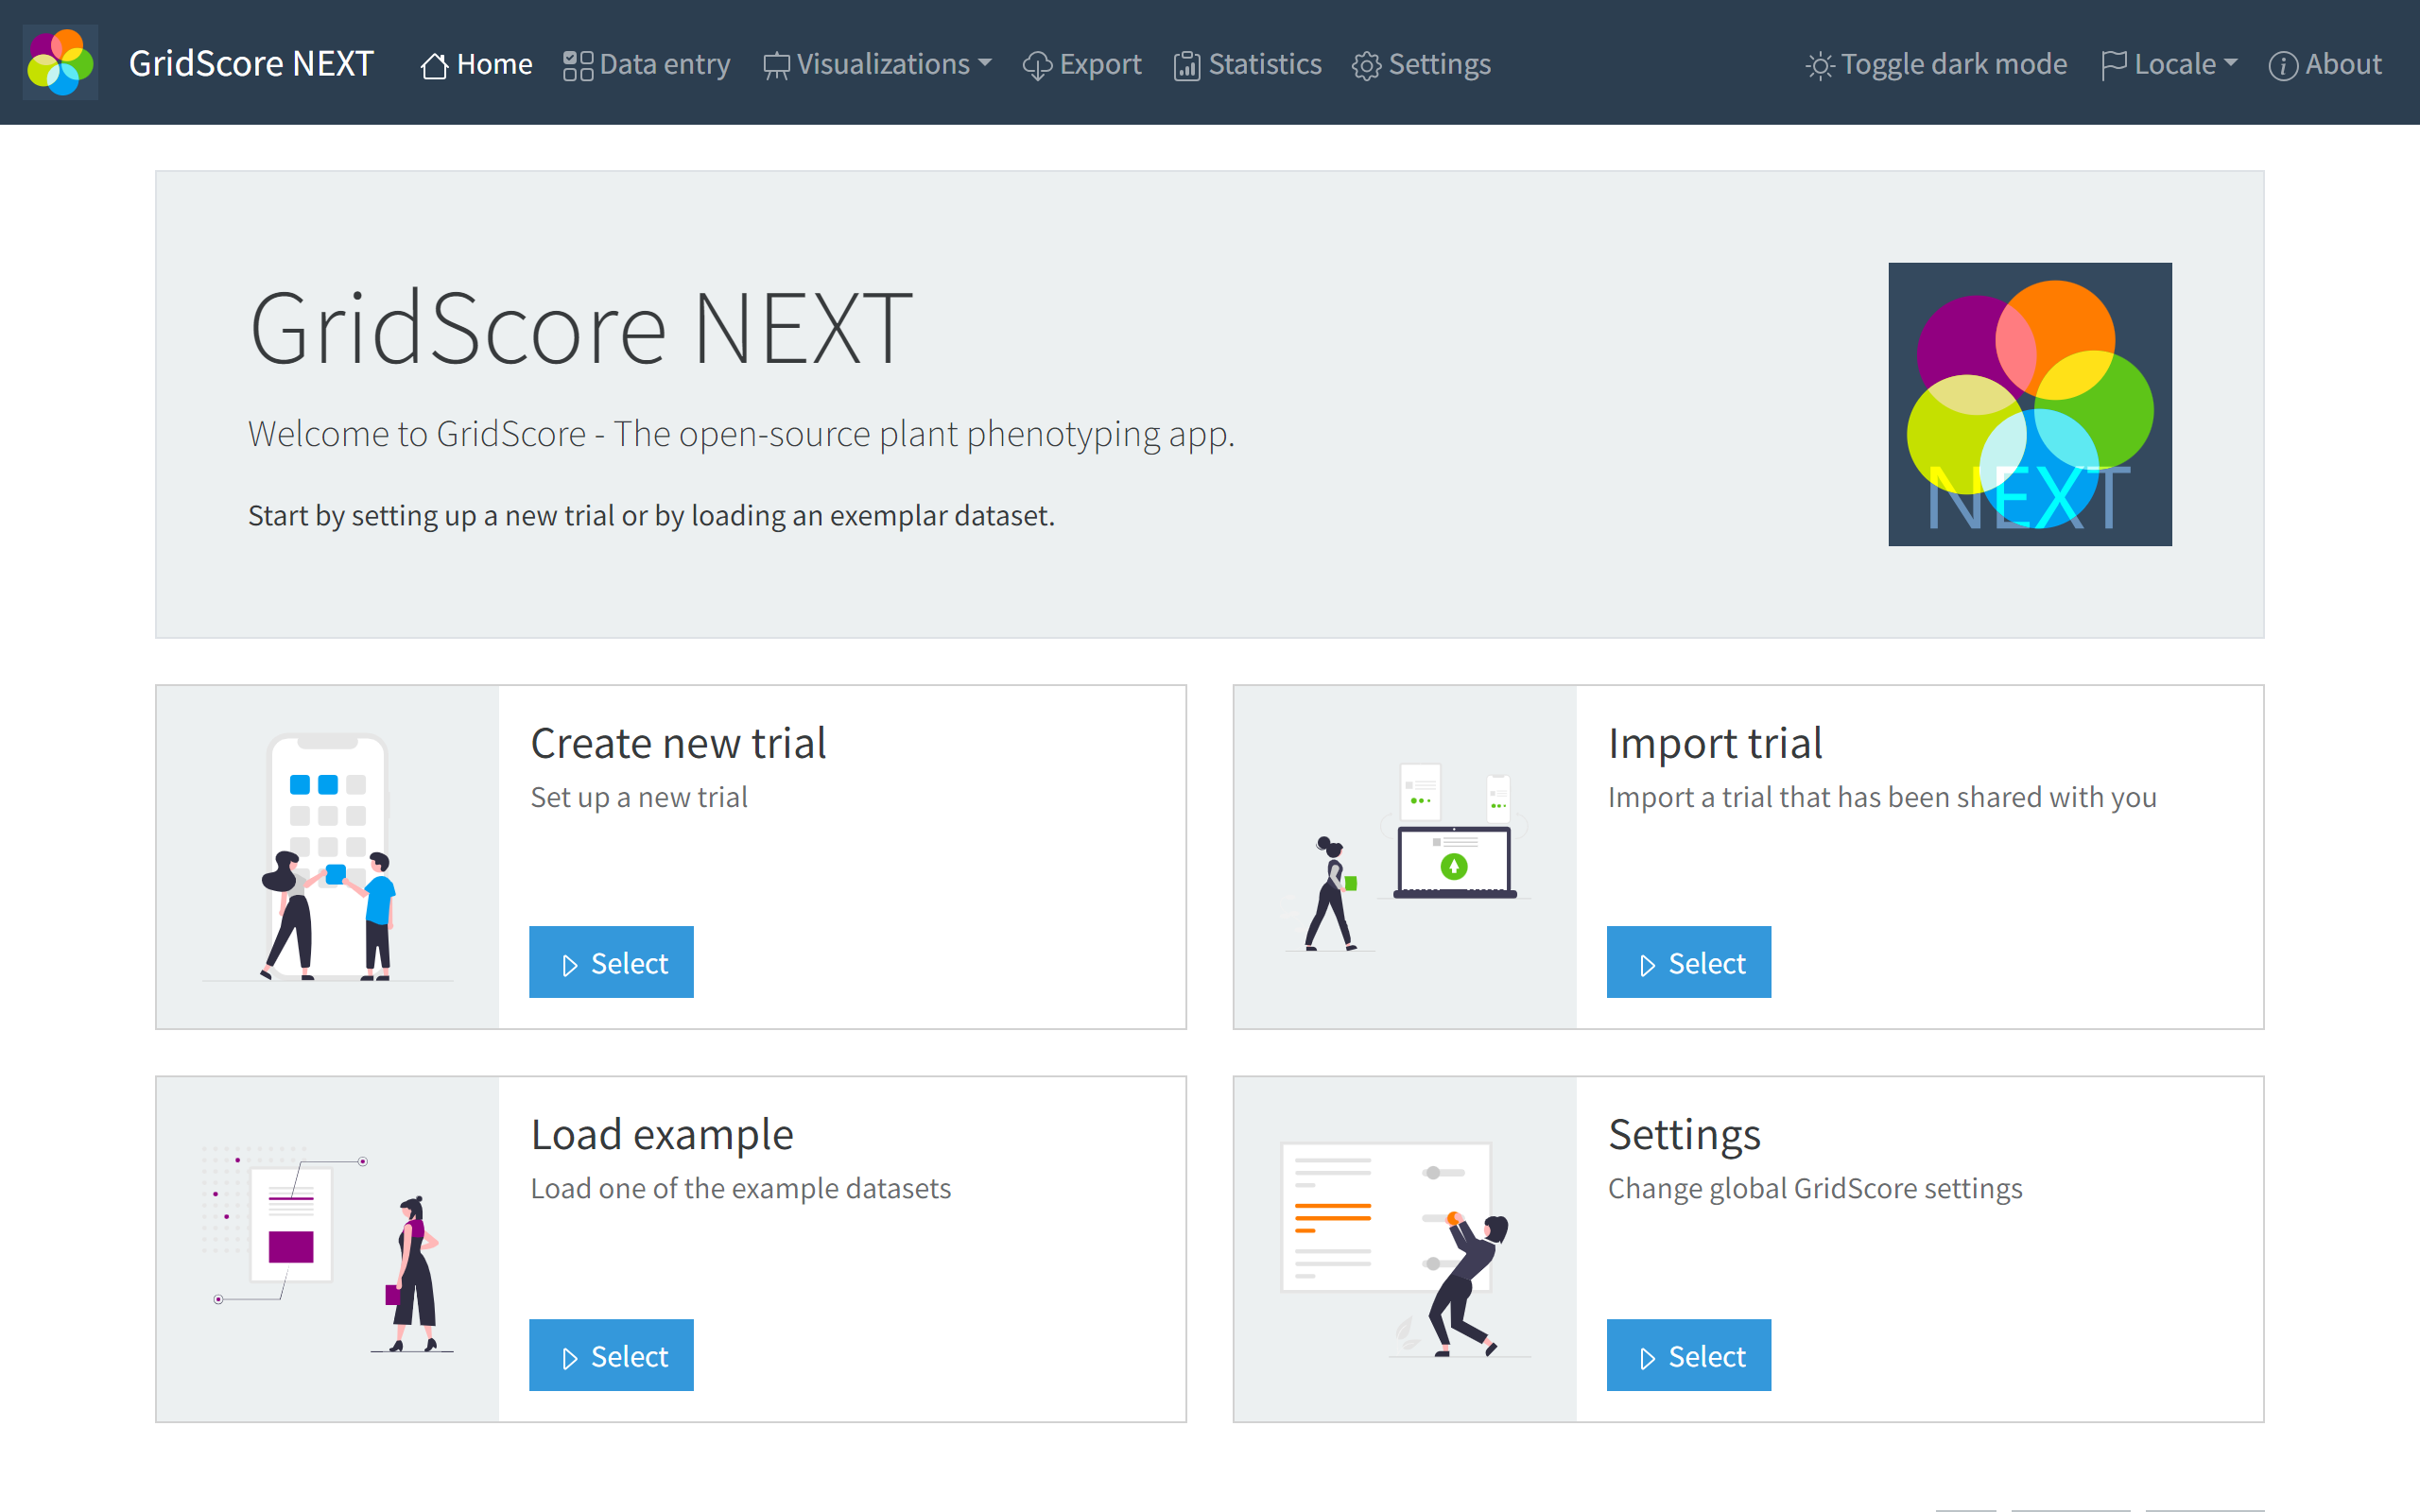 GridScore NEXT Home Data entry Visualizations Export Statistics Settings Toggle dark mode Locale About
GridScore NEXT
Welcome to GridScore - The open-source plant phenotyping app.
Start by setting up a new trial or by loading an exemplar dataset.
NEXT
Create new trial
Set up a new trial
Select
Import trial
Import a trial that has been shared with you
Select
Load example
Load one of the example datasets
Select
Settings
Change global GridScore settings
Select